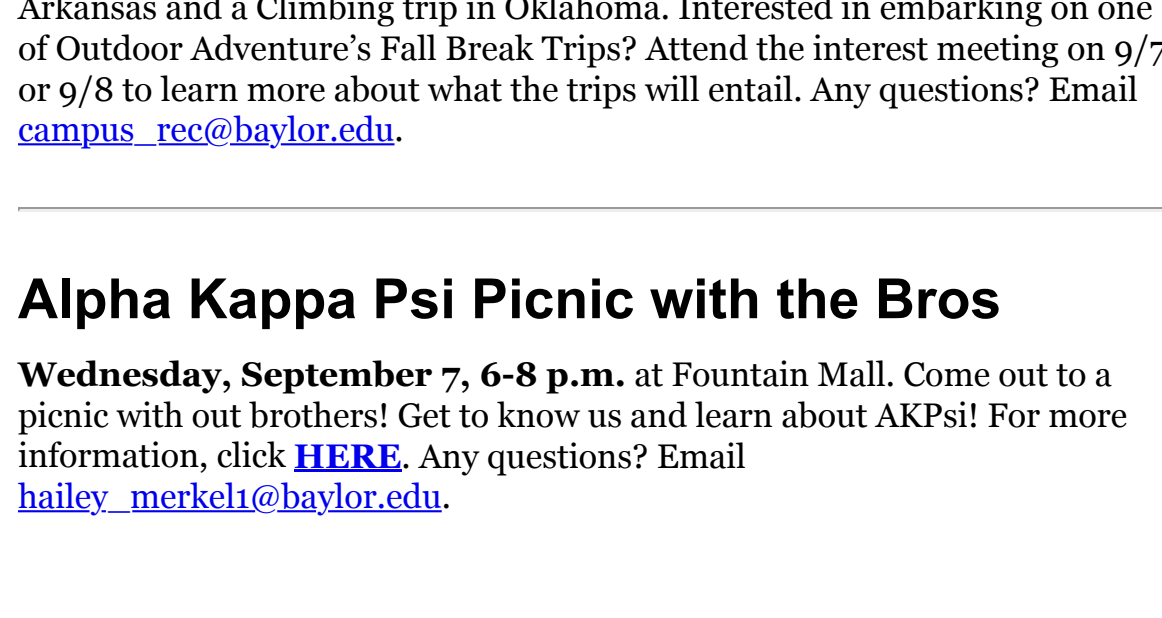 Arkansas and a Climbing trip in Oklahoma. Interested in embarking on one
of Outdoor Adventure’s Fall Break Trips? Attend the interest meeting on 9/7
or 9/8 to learn more about what the trips will entail. Any questions? Email
campus_rec@baylor.edu.
Alpha Kappa Psi Picnic with the Bros
Wednesday, September 7, 6-8 p.m. at Fountain Mall. Come out to a
picnic with out brothers! Get to know us and learn about AKPsi! For more
information, click HERE. Any questions? Email
hailey_merkel1@baylor.edu.